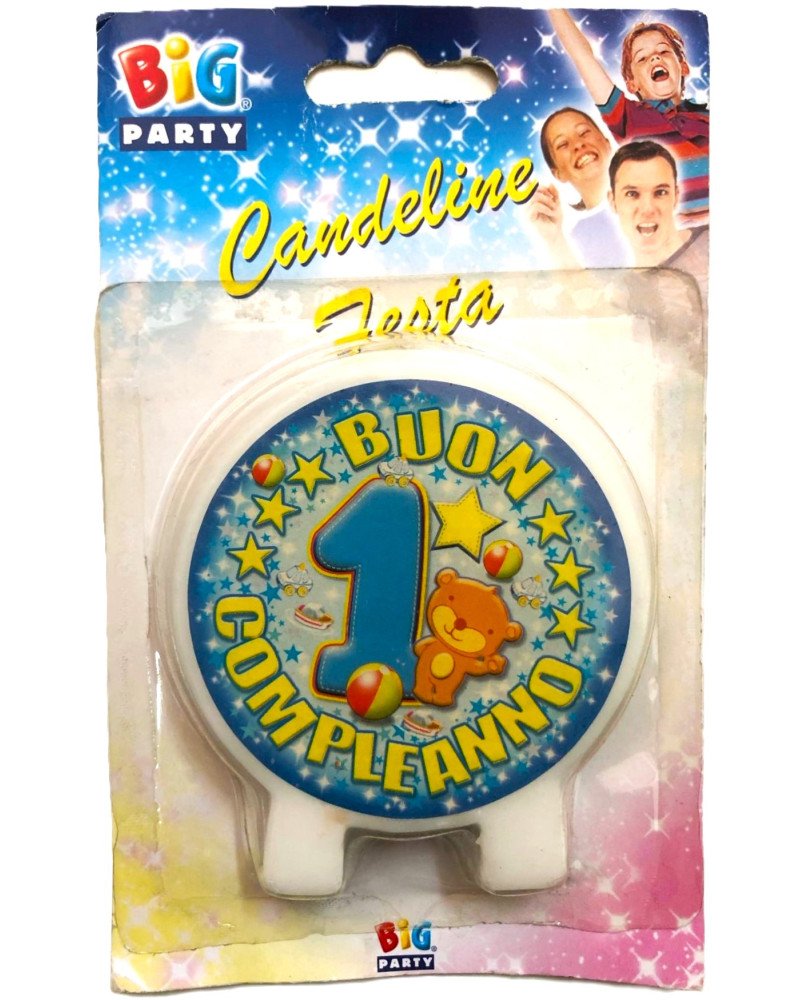 BiG®
PARTY
Candeline
Festa
BUON
1
COMPLEANNO
BiG
PARTY